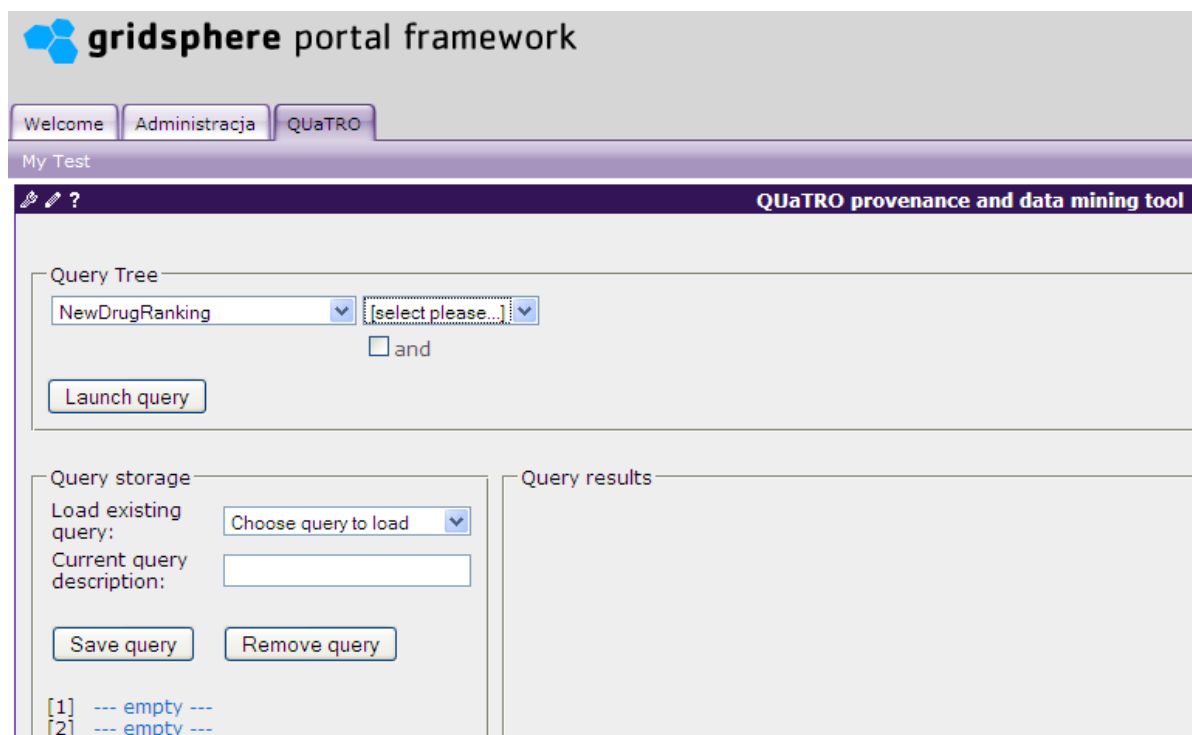 gridsphere portal framework
Welcome Administracja QUaTRO
My Test
? QUaTRO provenance and data mining tool
Query Tree
NewDrugRanking [select please...]
and
Launch query
Query storage
Load existing
query:
Choose query to load
Current query
description:
Save query Remove query
[1] --- empty ---
[2] --- empty ---
Query results